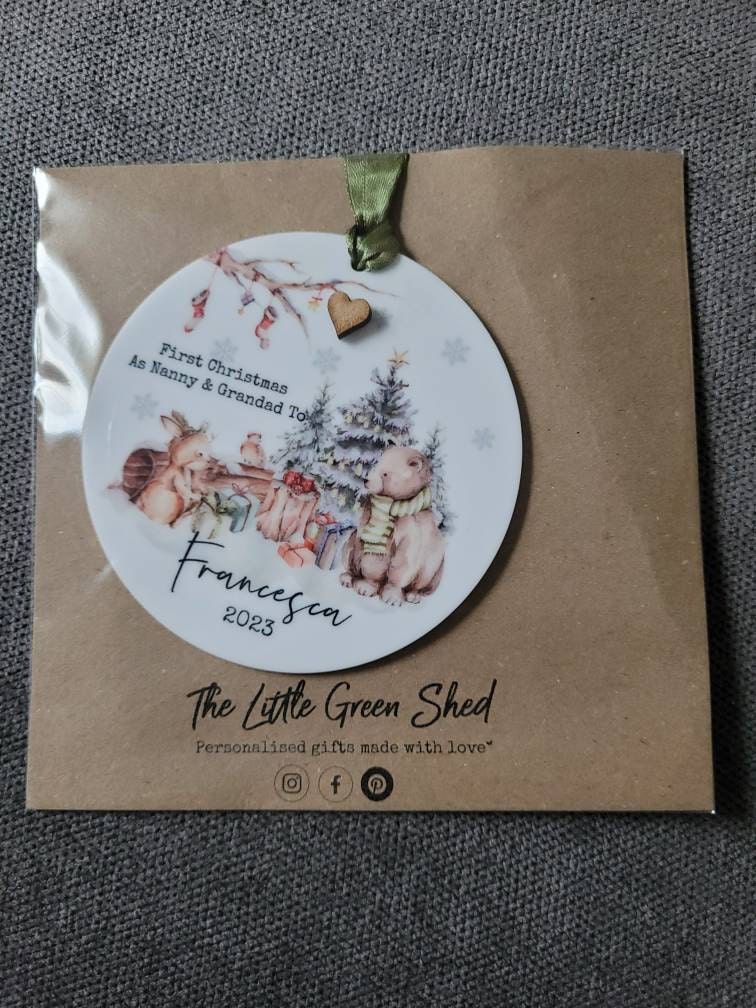 First Christmas
As Nanny & Grandad To
Francesca
2023
The Little Green Shed
Personalised gifts made with love